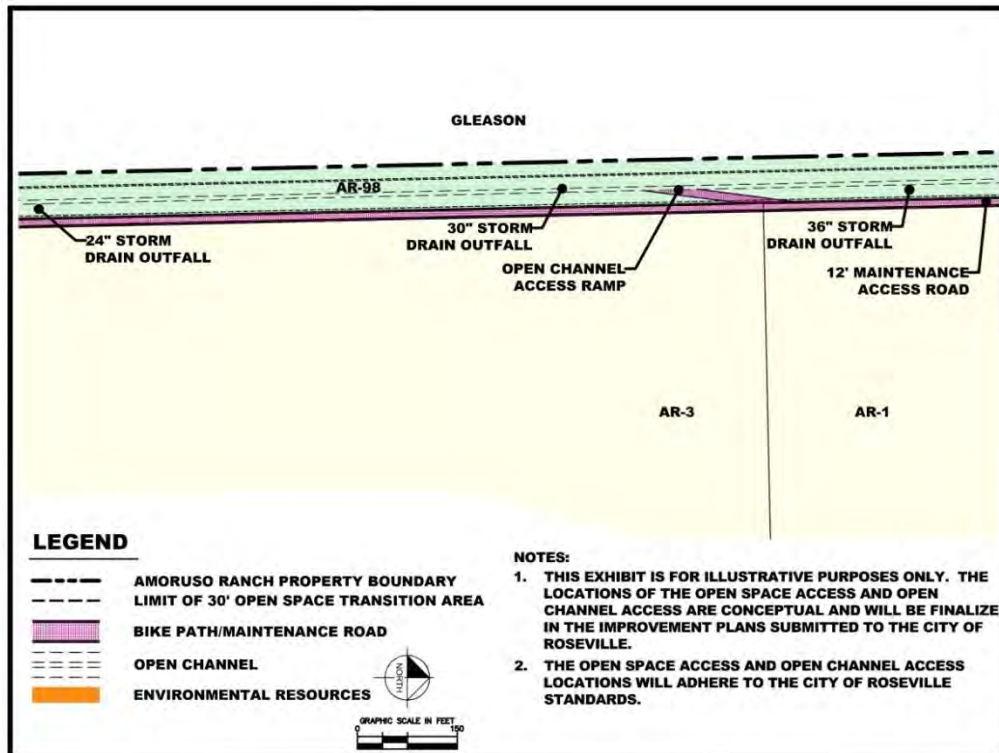 GLEASON
AR-98
24" STORM
DRAIN OUTFALL
30" STORM
DRAIN OUTFALL
OPEN CHANNEL
ACCESS RAMP
36" STORM
DRAIN OUTFALL
12' MAINTENANCE
ACCESS ROAD
AR-3
AR-1
LEGEND
AMORUSO RANCH PROPERTY BOUNDARY
LIMIT OF 30' OPEN SPACE TRANSITION AREA
BIKE PATH/MAINTENANCE ROAD
OPEN CHANNEL
ENVIRONMENTAL RESOURCES
NORTH
GRAPHIC SCALE IN FEET
0 150
NOTES:
1. THIS EXHIBIT IS FOR ILLUSTRATIVE PURPOSES ONLY. THE
LOCATIONS OF THE OPEN SPACE ACCESS AND OPEN
CHANNEL ACCESS ARE CONCEPTUAL AND WILL BE FINALIZE
IN THE IMPROVEMENT PLANS SUBMITTED TO THE CITY OF
ROSEVILLE.
2. THE OPEN SPACE ACCESS AND OPEN CHANNEL ACCESS
LOCATIONS WILL ADHERE TO THE CITY OF ROSEVILLE
STANDARDS.